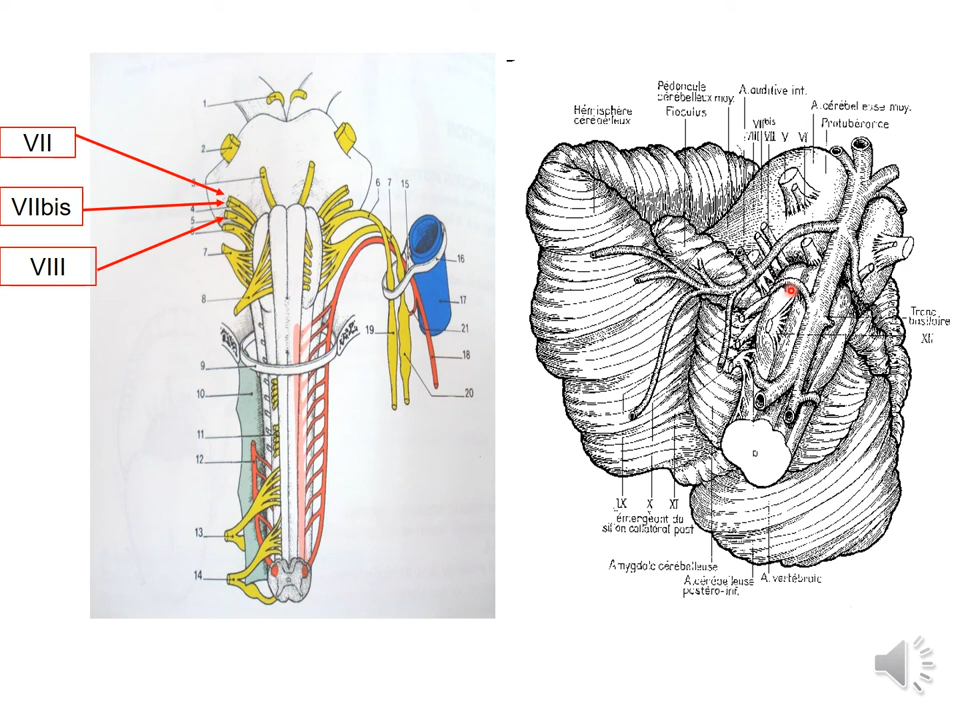 VII
VIIbis
VIII
1
2
3
4
5
6
7
8
9
10
11
12
13
14
6 7 15
16
17
19
21
18
20
Pédoncule
cérébelleux moy.
A. auditive int.
Hémisphère
cérébelleux
Floculus
A. cérébelleuse moy.
VIIbis
Protubérance
VIII VII V VI
Tronc
basilaire
XII
IX X XI
émergeant du
sillon collatéral post
Amygdale cérébelleuse
A. cérébelleuse
postéro-inf.
A. vertébrale